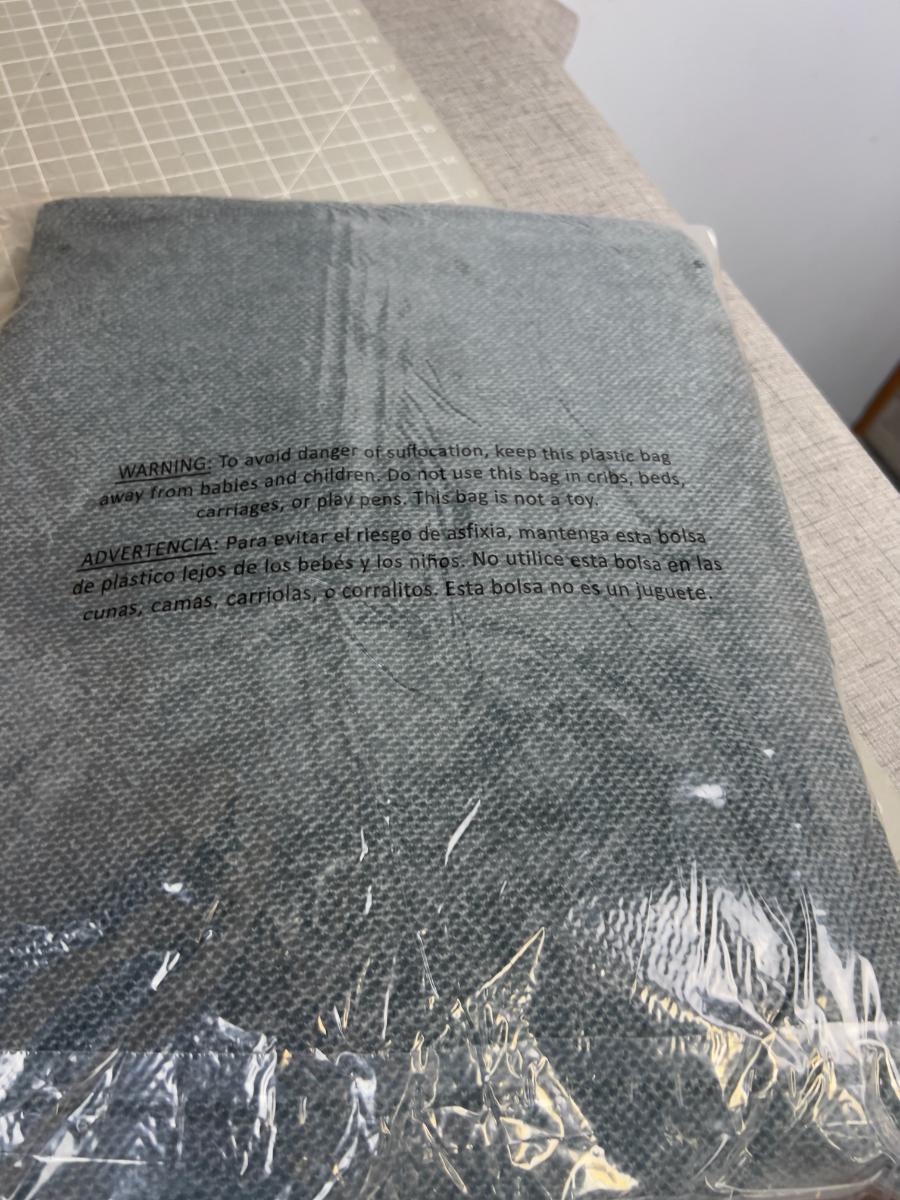 WARNING: To avoid danger of suffocation, keep this plastic bag
away from babies and children. Do not use this bag in cribs, beds,
carriages, or play pens. This bag is not a toy.
ADVERTENCIA: Para evitar el riesgo de asfixia, mantenga esta bolsa
de plástico lejos de los bebés y los niños. No utilice esta bolsa en las
cunas, camas, carriolas, o corralitos. Esta bolsa no es un juguete.